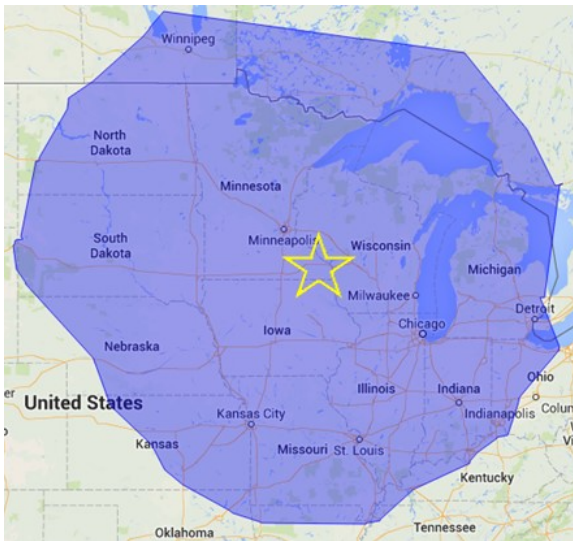 Winnipeg
North
Dakota
Minnesota
Minneapolis
South
Dakota
Wisconsin
Michigan
Milwaukee
Detroit
Chicago
Iowa
Nebraska
Ohio
Illinois
Indiana
United States
Kansas City
Indianapolis
Kansas
Missouri
St. Louis
Kentucky
Oklahoma
Tennessee